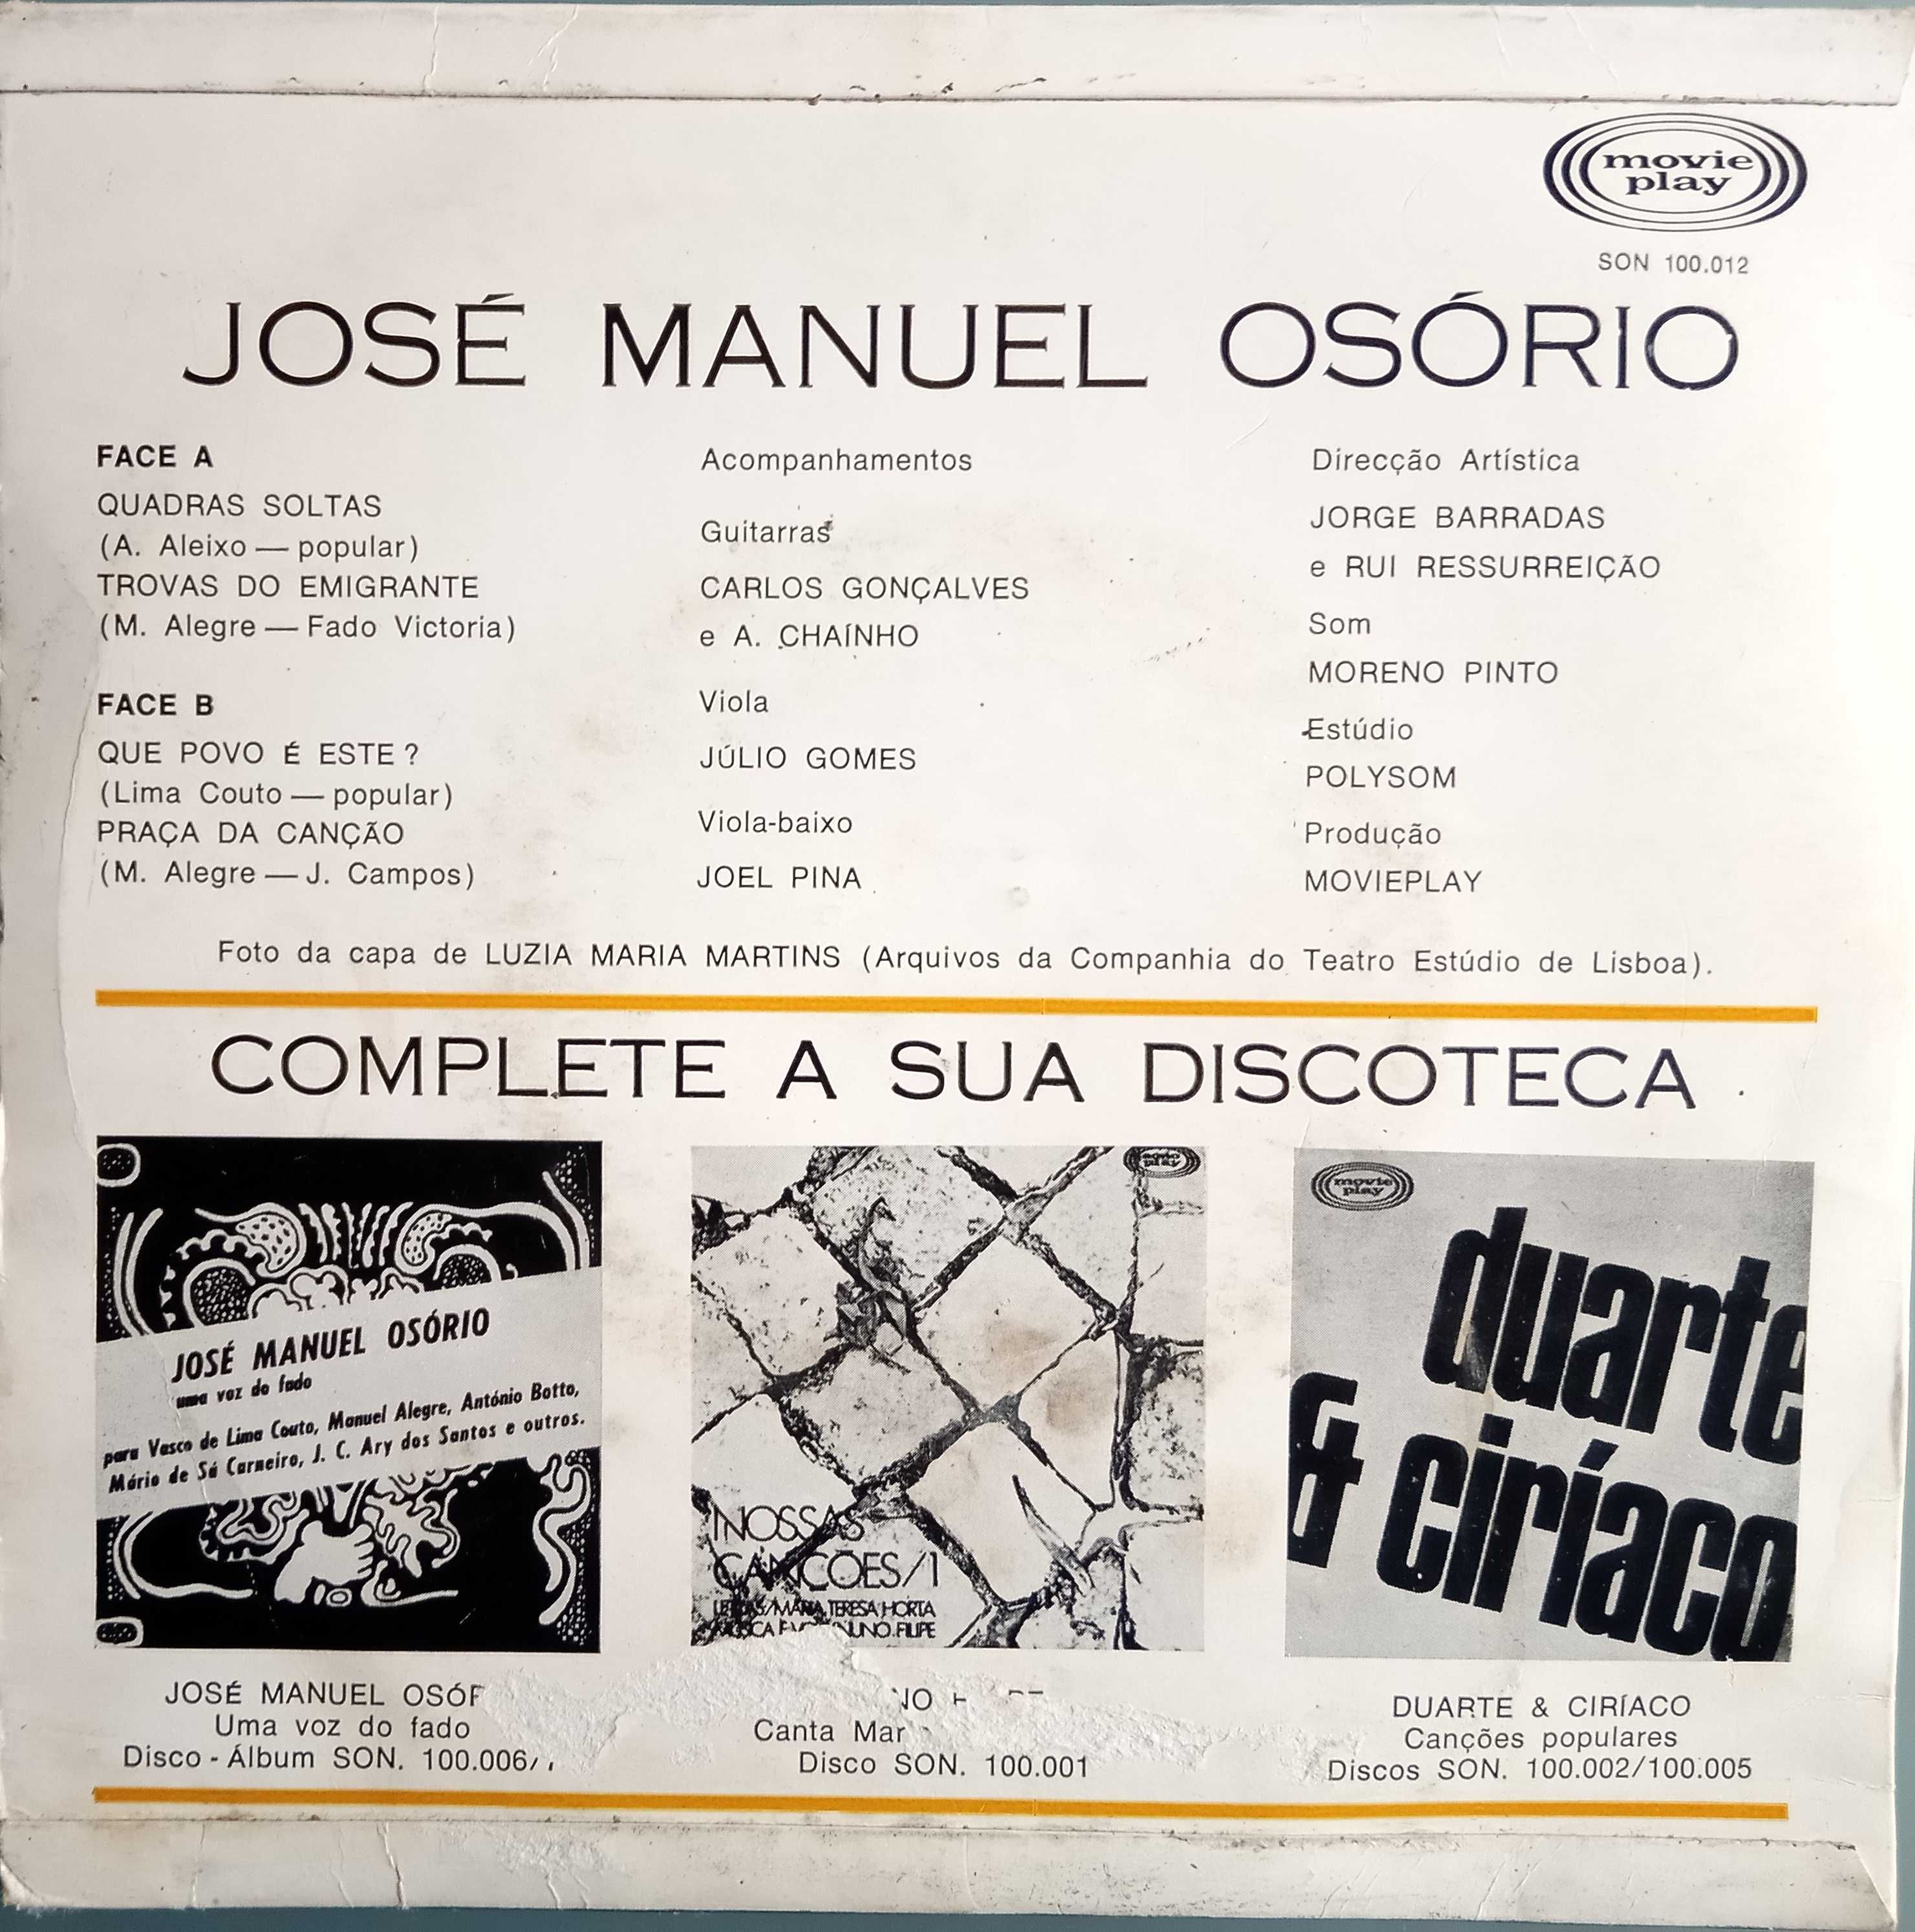 movie
play
SON 100.012
JOSÉ MANUEL OSÓRIO
FACE A
QUADRAS SOLTAS
(A. Aleixo — popular)
TROVAS DO EMIGRANTE
(M. Alegre — Fado Victoria)
FACE B
QUE POVO É ESTE ?
(Lima Couto — popular)
PRAÇA DA CANÇÃO
(M. Alegre — J. Campos)
Acompanhamentos
Guitarras
CARLOS GONÇALVES
e A. CHAÍNHO
Viola
JÚLIO GOMES
Viola-baixo
JOEL PINA
Direcção Artística
JORGE BARRADAS
e RUI RESSURREIÇÃO
Som
MORENO PINTO
Estúdio
POLYSOM
Produção
MOVIEPLAY
Foto da capa de LUZIA MARIA MARTINS (Arquivos da Companhia do Teatro Estúdio de Lisboa).
COMPLETE A SUA DISCOTECA
JOSÉ MANUEL OSÓRIO
uma voz do fado
para Vasco de Lima Couto, Manuel Alegre, António Botto,
Mário de Sá Carneiro, J. C. Ary dos Santos e outros.
JOSÉ MANUEL
Uma voz do fado
Disco - Álbum SON. 100.006/
movie
play
NOSSAS
CANÇÕES/1
LETRAS/MARIA TERESA HORTA
NUNO FILIPE
Canta Mar
Disco SON. 100.001
movie
play
duarte
& ciríaco
DUARTE & CIRÍACO
Canções populares
Discos SON. 100.002/100.005